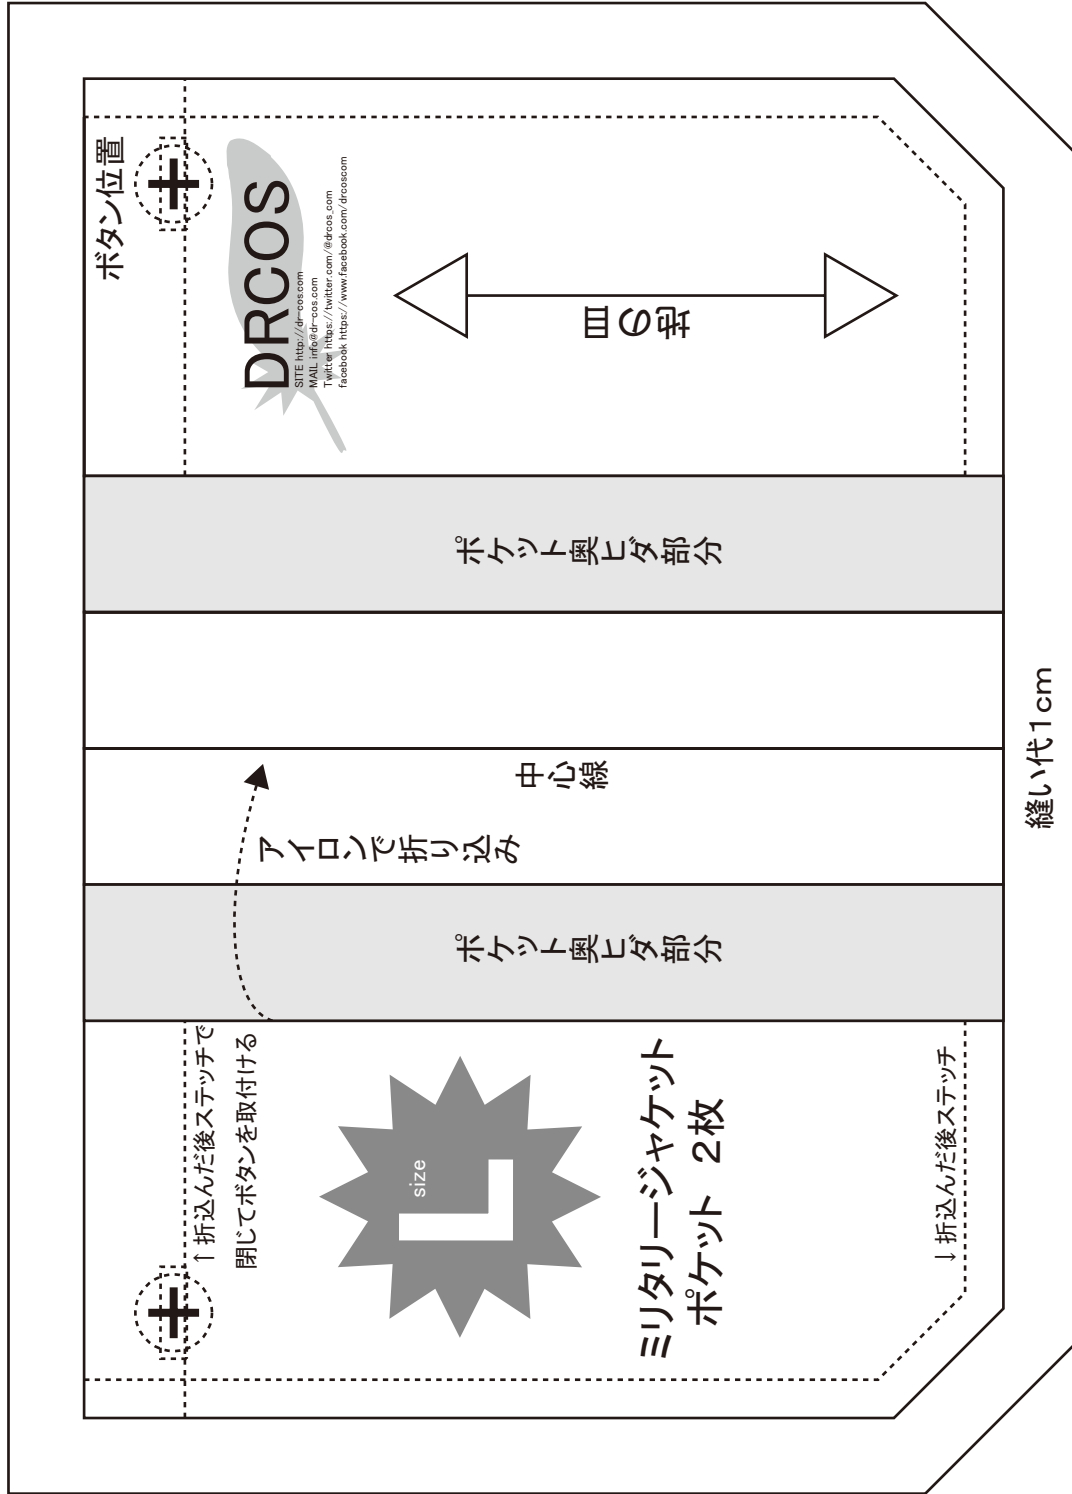 ボタン位置
DRCOS
SITE http://dr-cos.com
MAIL info@dr-cos.com
Twitter https://twitter.com/@drcos_com
facebook https://www.facebook.com/drcoscom
地の目
ポケット奥ヒダ部分
中心線
アイロンで折り込み
ポケット奥ヒダ部分
↑折込んだ後ステッチで
閉じてボタンを取付ける
size
L
ミリタリージャケット
ポケット 2枚
↓折込んだ後ステッチ
縫い代1cm